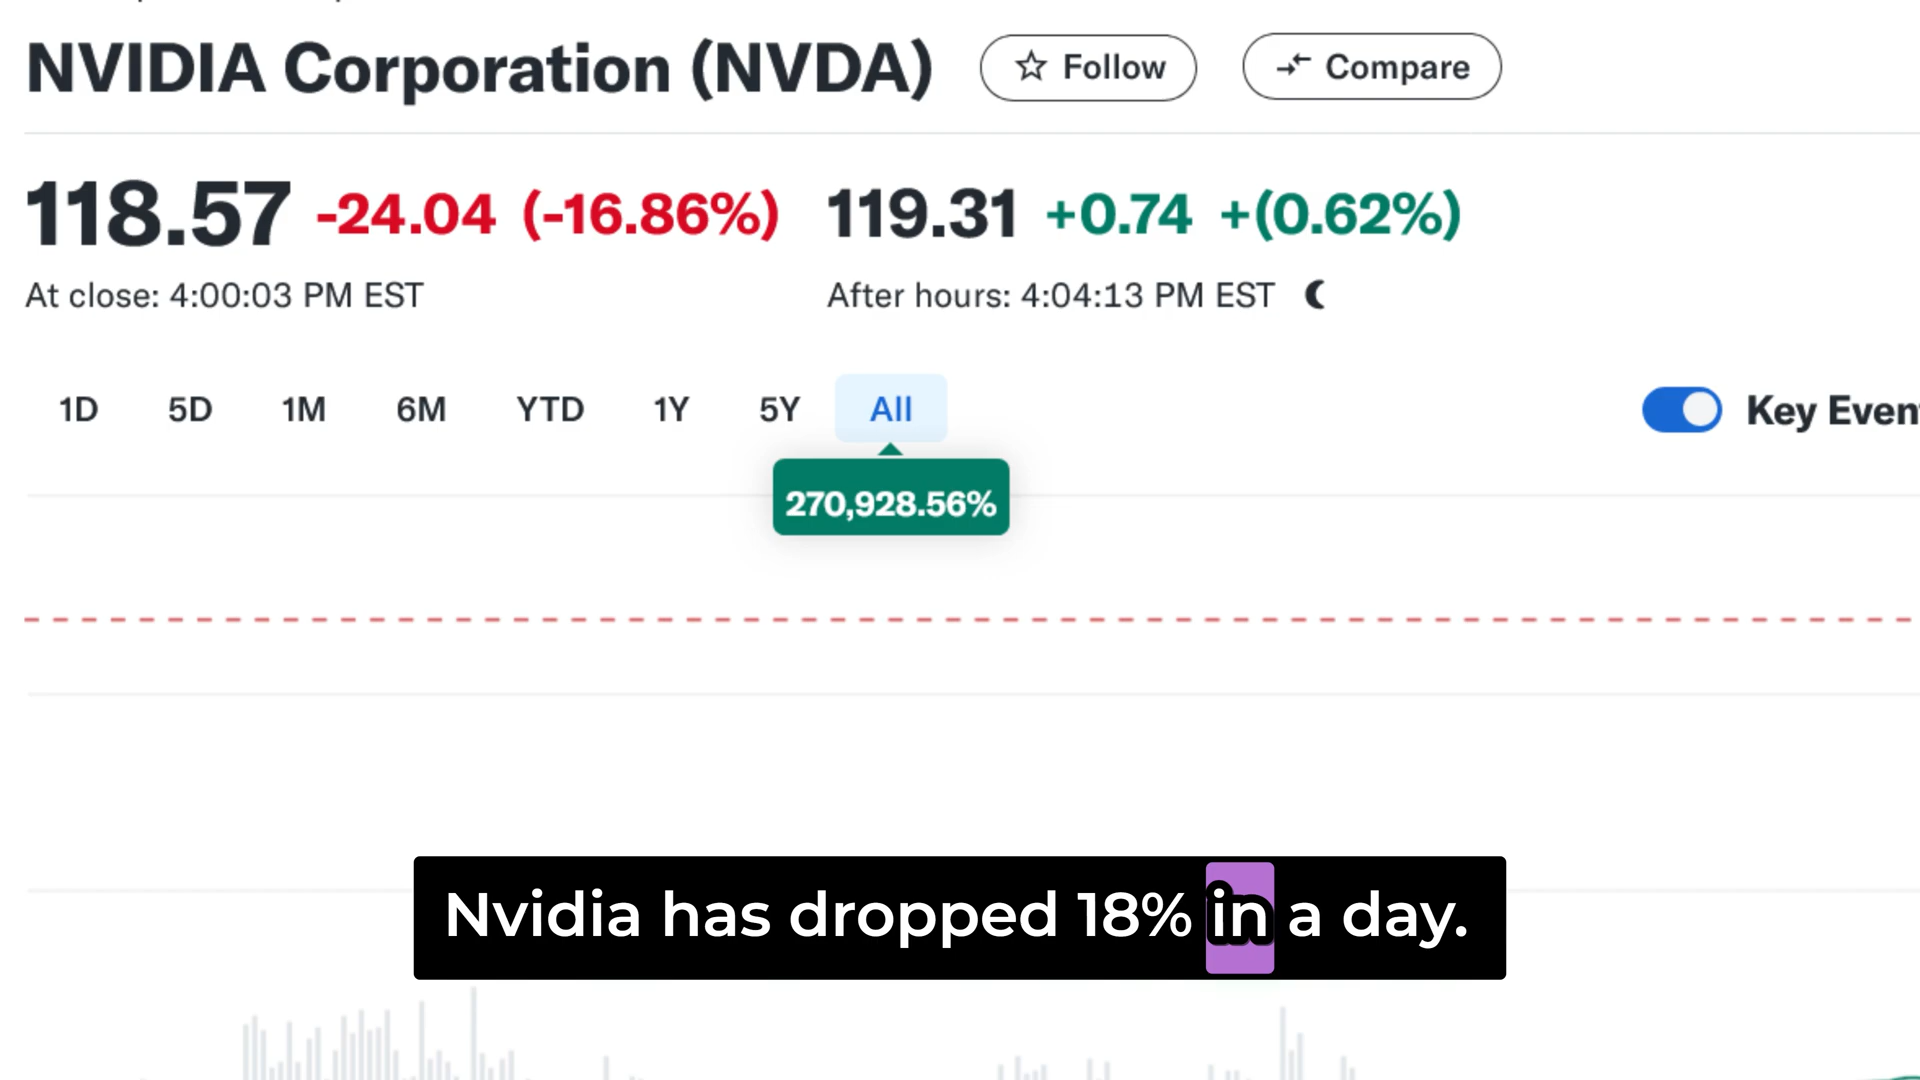 NVIDIA Corporation (NVDA) Follow Compare
118.57 -24.04 (-16.86%) 119.31 +0.74 +(0.62%)
At close: 4:00:03 PM EST After hours: 4:04:13 PM EST
1D 5D 1M 6M YTD 1Y 5Y All Key Even
270,928.56%
Nvidia has dropped 18% in a day.